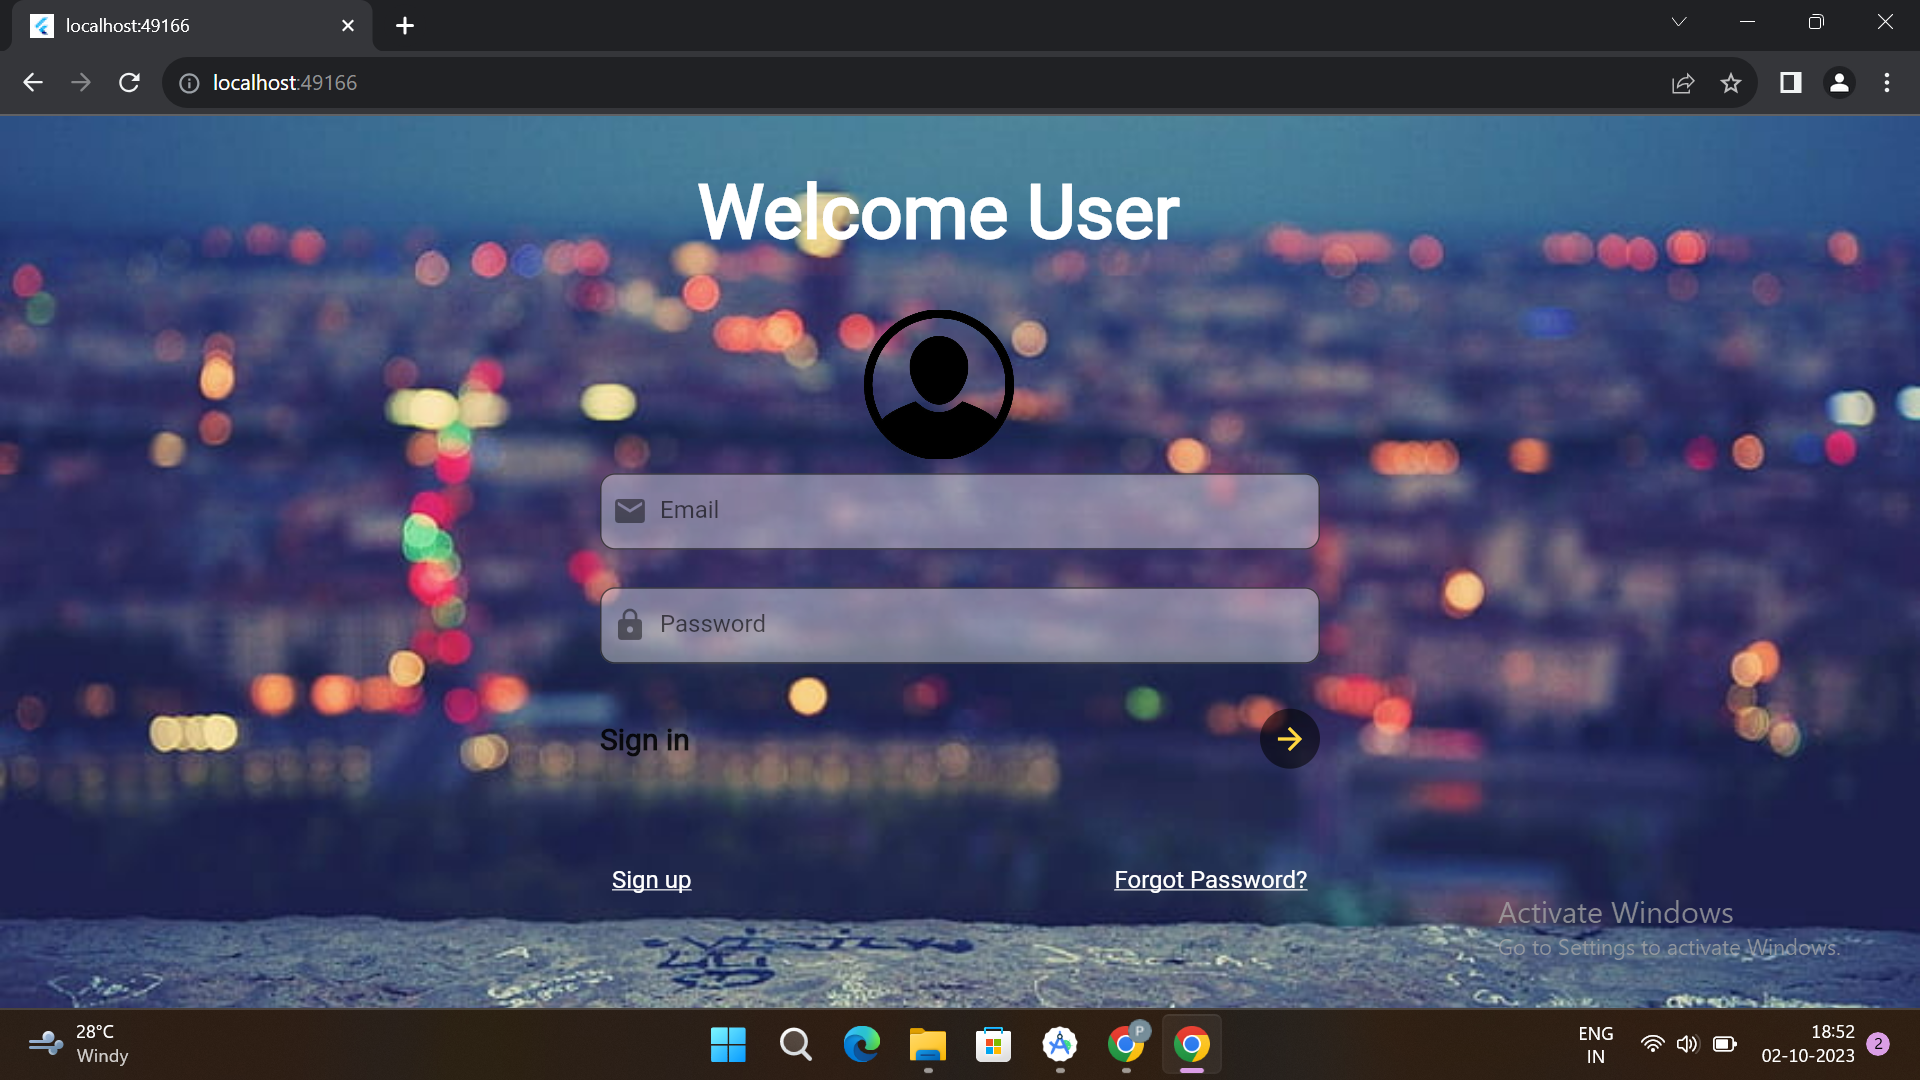 localhost:49166
localhost:49166
Welcome User
Email
Password
Sign in
Sign up
Forgot Password?
Activate Windows
Go to Settings to activate Windows.
28°C
Windy
P
ENG
IN
18:52
02-10-2023
2